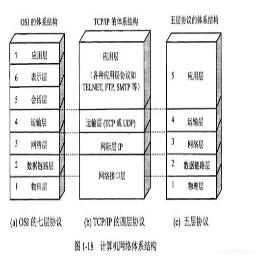 OSI 的体系结构
TCP/IP 的体系结构
五层协议的体系结构
7 应用层
6 表示层
5 会话层
4 运输层
3 网络层
2 数据链路层
1 物理层
应用层
(各种应用层协议如
TELNET, FTP, SMTP 等)
运输层 (TCP 或 UDP)
网际层 IP
网络接口层
5 应用层
4 运输层
3 网络层
2 数据链路层
1 物理层
(a) OSI 的七层协议
(b) TCP/IP 的四层协议
(c) 五层协议
图 1-18 计算机网络体系结构